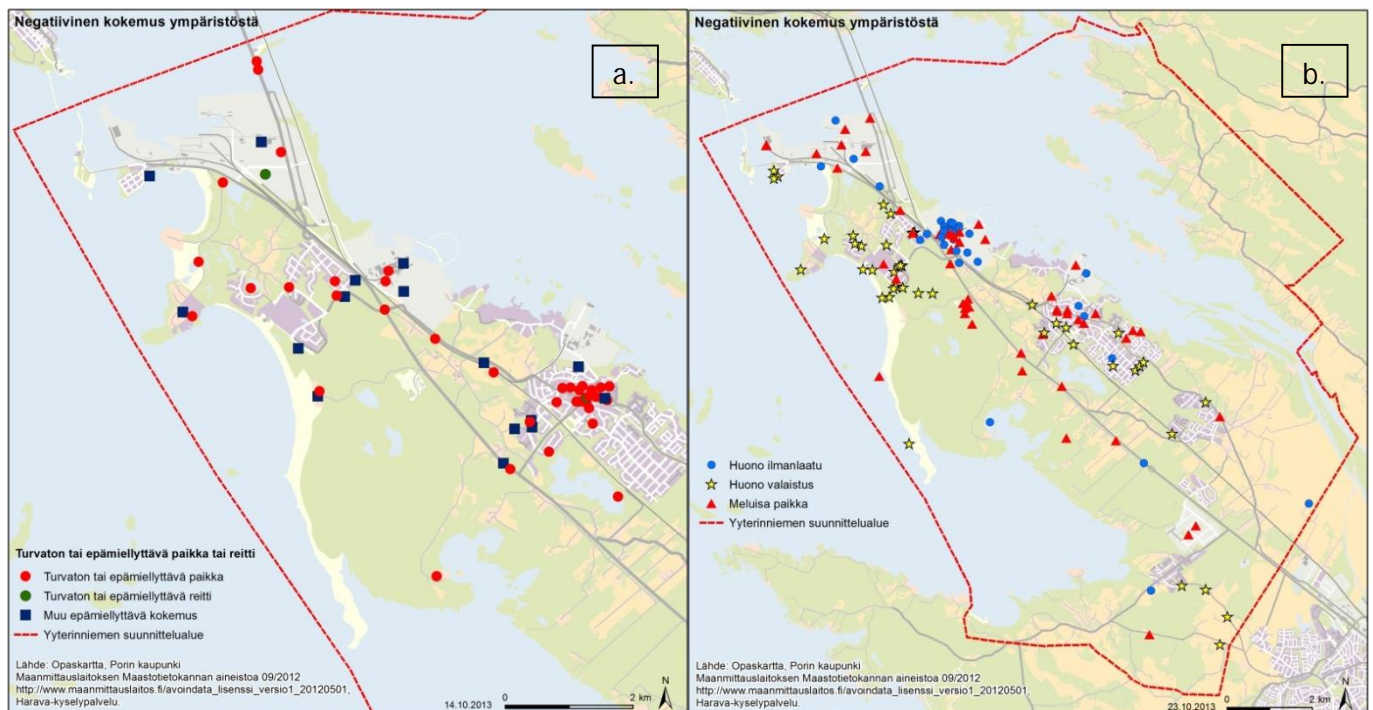 Negatiivinen kokemus ympäristöstä
a.
Turvaton tai epämiellyttävä paikka tai reitti
Turvaton tai epämiellyttävä paikka
Turvaton tai epämiellyttävä reitti
Muu epämiellyttävä kokemus
Yyterinniemen suunnittelualue
Lähde: Opaskartta, Porin kaupunki
Maanmittauslaitoksen Maastotietokannan aineistoa 09/2012
http://www.maanmittauslaitos.fi/avoindata_lisenssi_versio1_20120501,
Harava-kyselypalvelu.
14.10.2013
0 2 km
N
Negatiivinen kokemus ympäristöstä
b.
Huono ilmanlaatu
Huono valaistus
Meluisa paikka
Yyterinniemen suunnittelualue
Lähde: Opaskartta, Porin kaupunki
Maanmittauslaitoksen Maastotietokannan aineistoa 09/2012
http://www.maanmittauslaitos.fi/avoindata_lisenssi_versio1_20120501,
Harava-kyselypalvelu.
23.10.2013
0 2 km
N